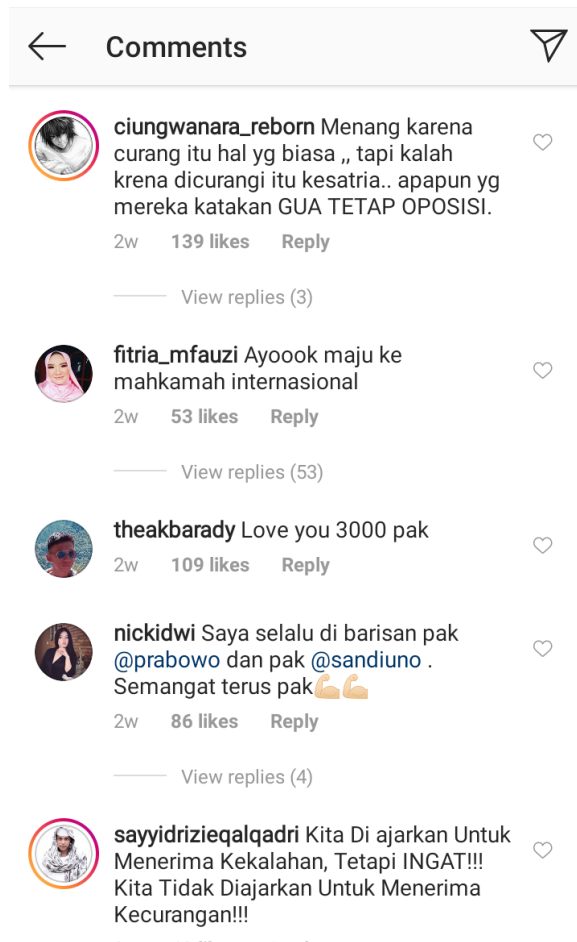 Comments
ciungwanara_reborn Menang karena
curang itu hal yg biasa ,, tapi kalah
krena dicurangi itu kesatria.. apapun yg
mereka katakan GUA TETAP OPOSISI.
2w 139 likes Reply
View replies (3)
fitria_mfauzi Ayoook maju ke
mahkamah internasional
2w 53 likes Reply
View replies (53)
theakbarady Love you 3000 pak
2w 109 likes Reply
nickidwi Saya selalu di barisan pak
@prabowo dan pak @sandiuno .
Semangat terus pak💪🏻💪🏻
2w 86 likes Reply
View replies (4)
sayyidrizieqalqadri Kita Di ajarkan Untuk
Menerima Kekalahan, Tetapi INGAT!!!
Kita Tidak Diajarkan Untuk Menerima
Kecurangan!!!